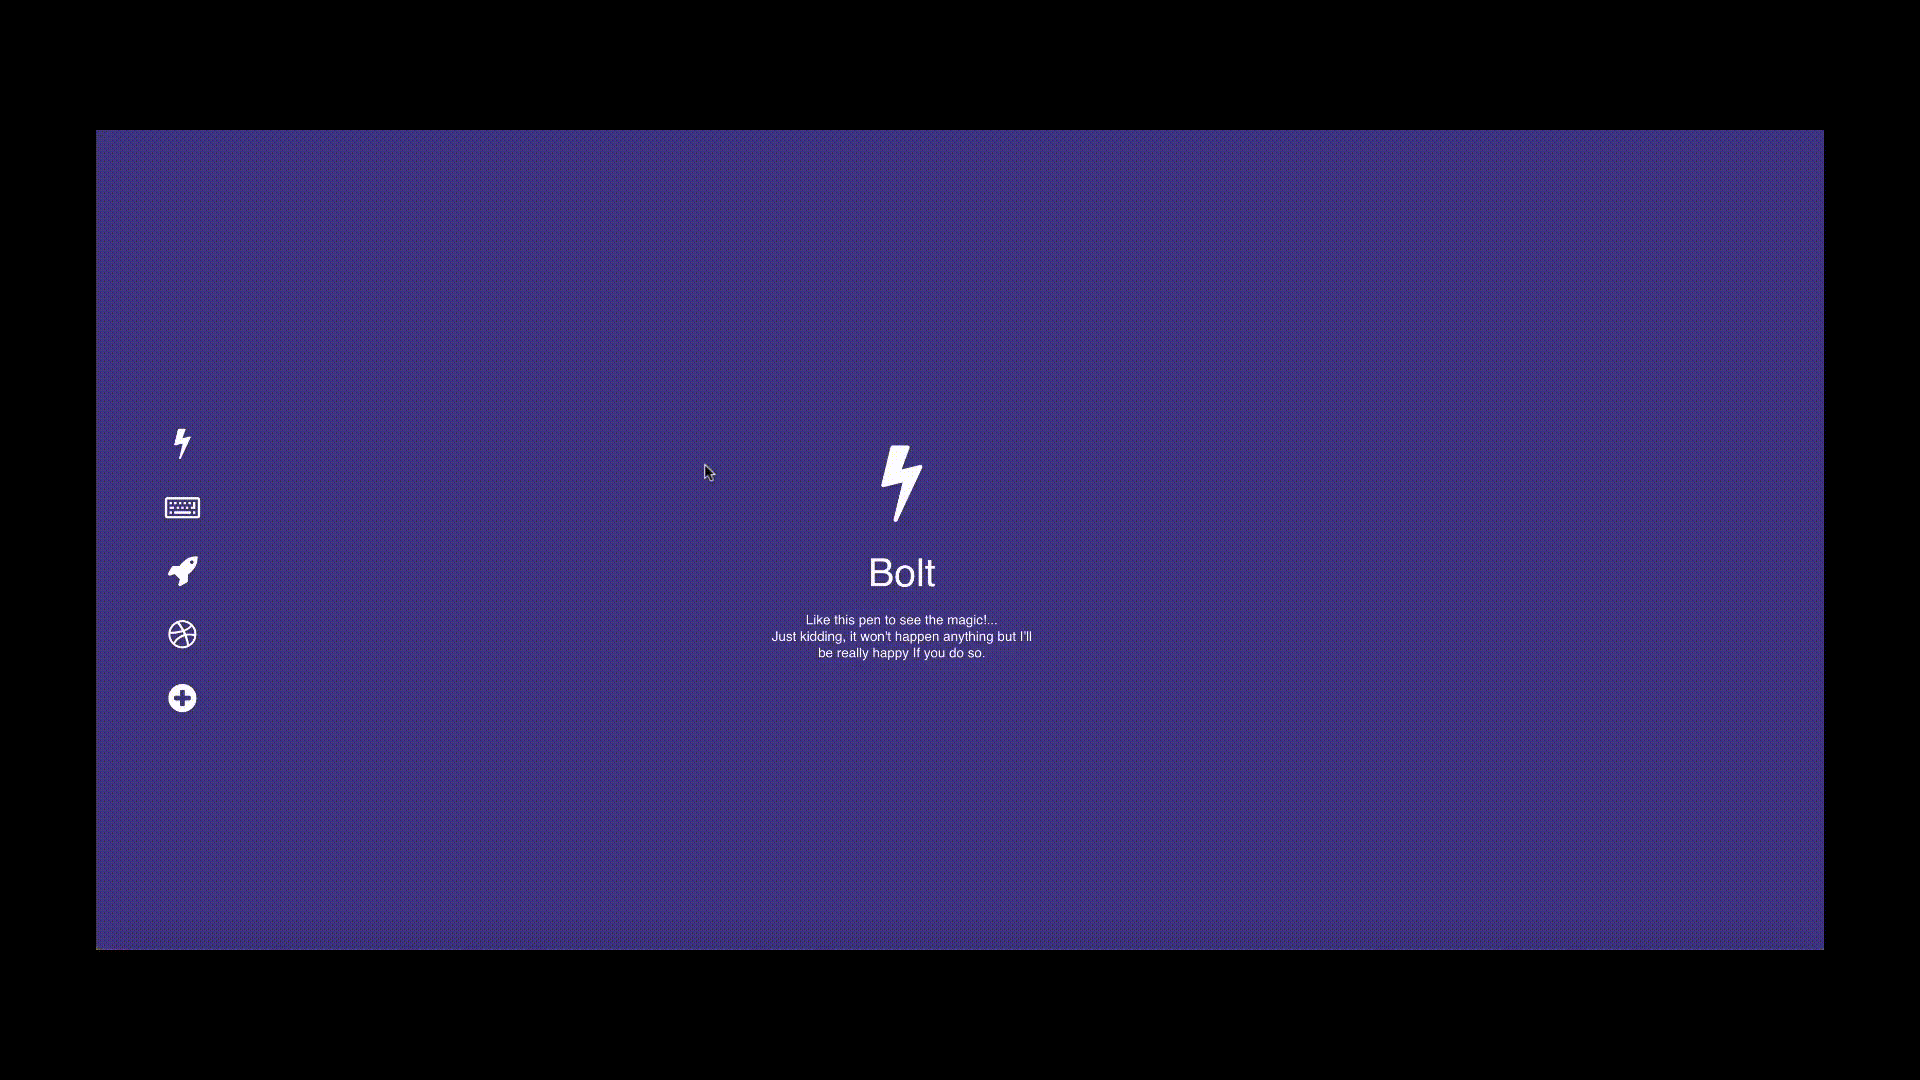 Bolt
Like this pen to see the magic!...
Just kidding, it won't happen anything but I'll
be really happy If you do so.